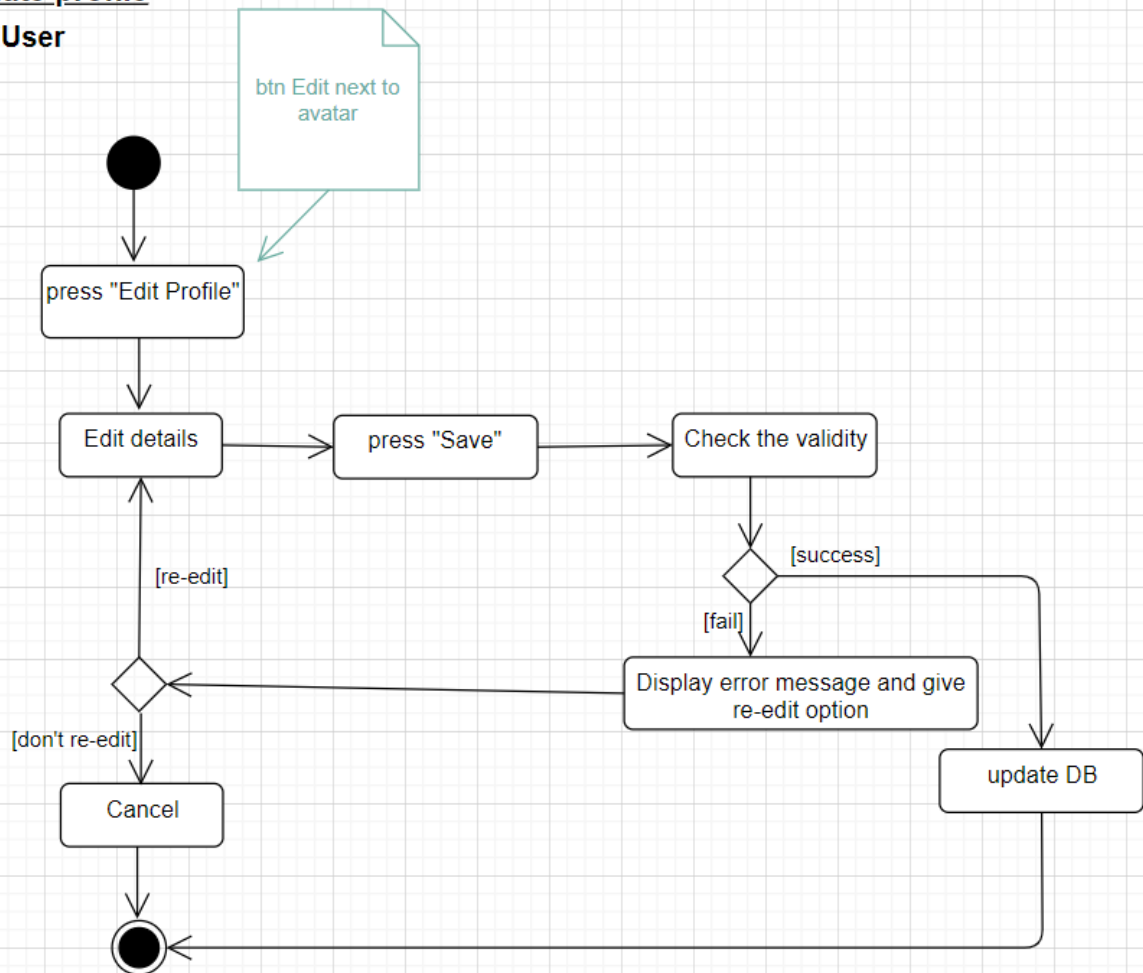 profile
User
btn Edit next to
avatar
press "Edit Profile"
Edit details
press "Save"
Check the validity
[success]
[re-edit]
[fail]
Display error message and give
re-edit option
[don't re-edit]
update DB
Cancel